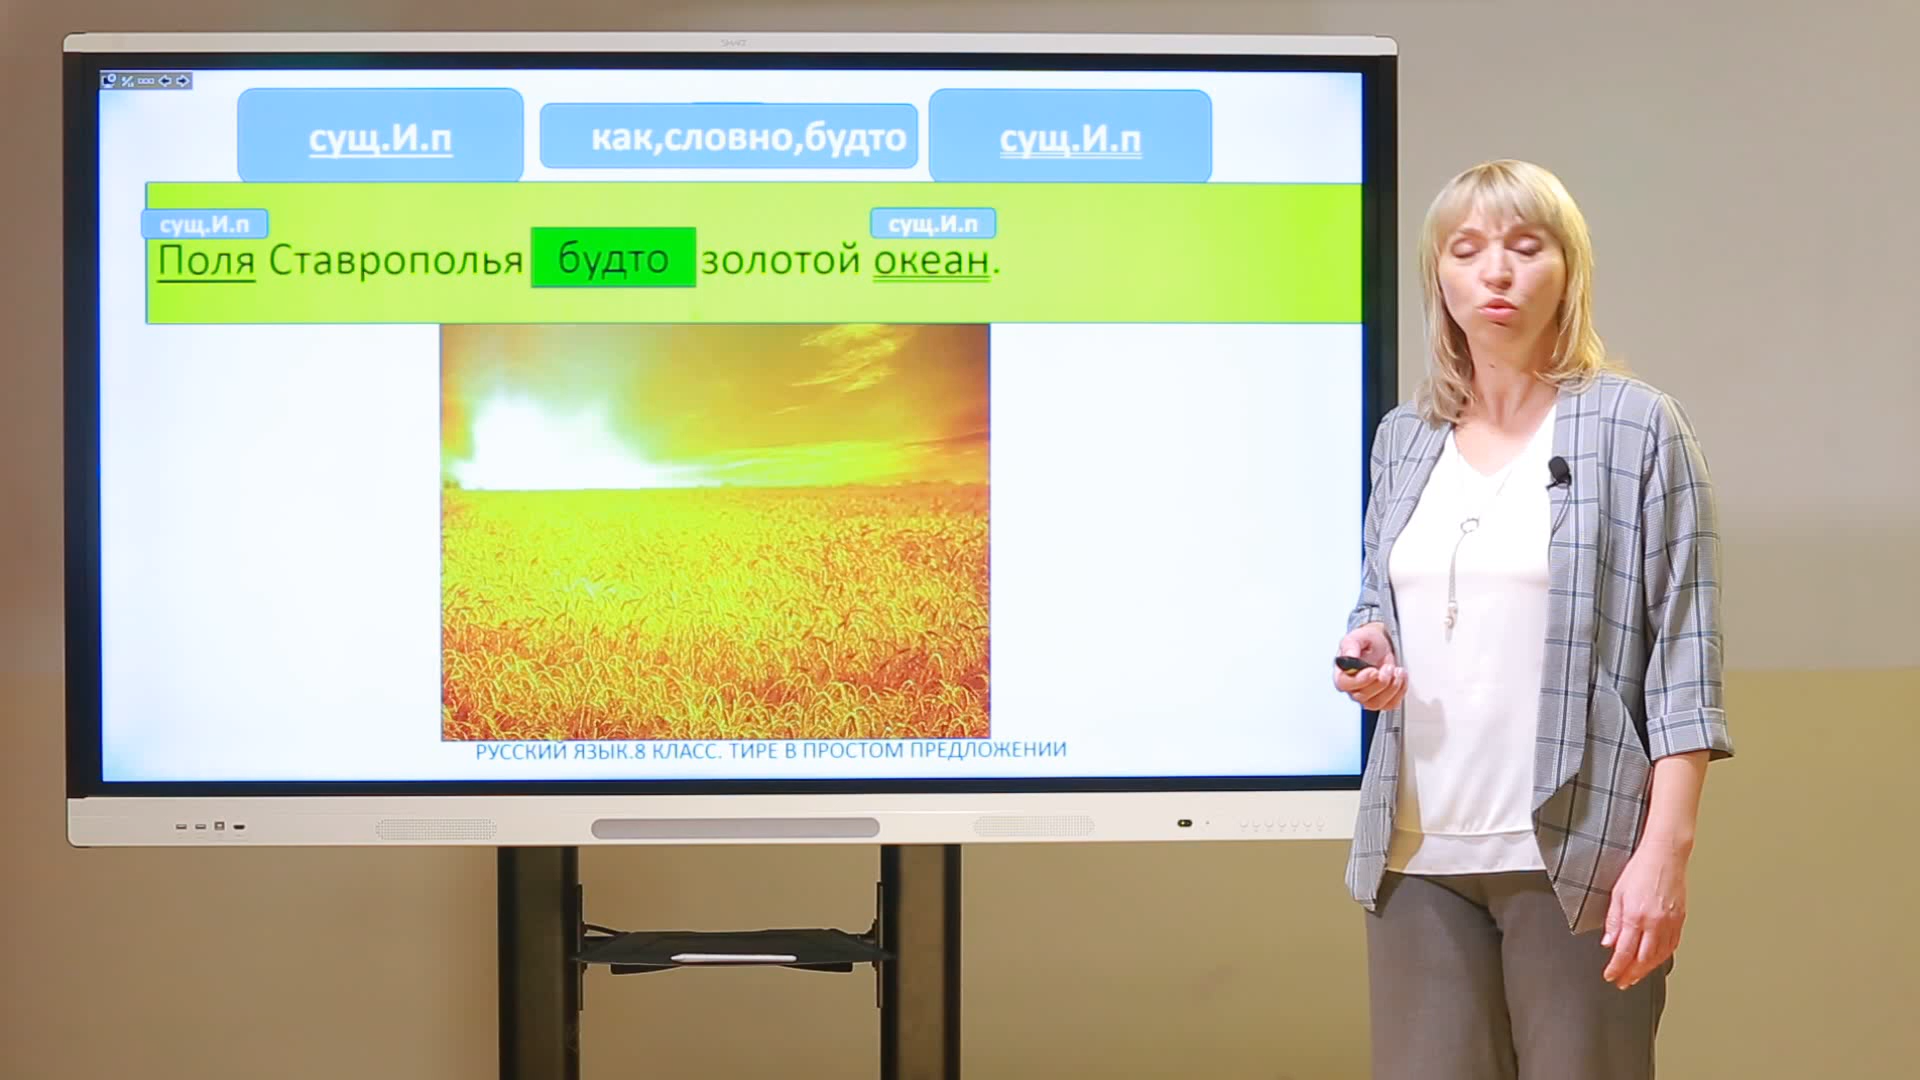 SMART
сущ.И.п как,словно,будто сущ.И.п
сущ.И.п сущ.И.п
Поля Ставрополья будто золотой океан.
РУССКИЙ ЯЗЫК.8 КЛАСС. ТИРЕ В ПРОСТОМ ПРЕДЛОЖЕНИИ